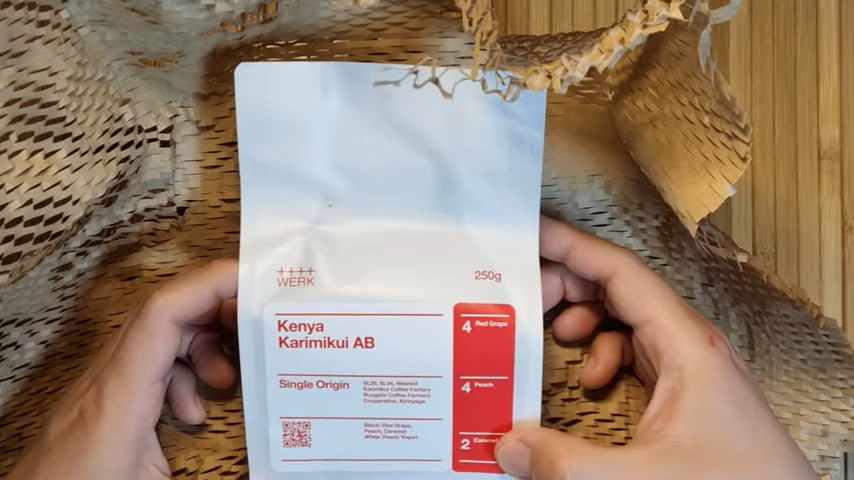 ++++
WERK
250g
Kenya
Karimikui AB
Single Origin
SL28, SL34, Washed
Karimikui Coffee Factory
Rungeto Coffee Farmers
Cooperative, Kirinyaga
Black: Red Grape,
Peach, Caramel
White: Peach Yogurt
4 Red Grape
4 Peach
2 Caramel